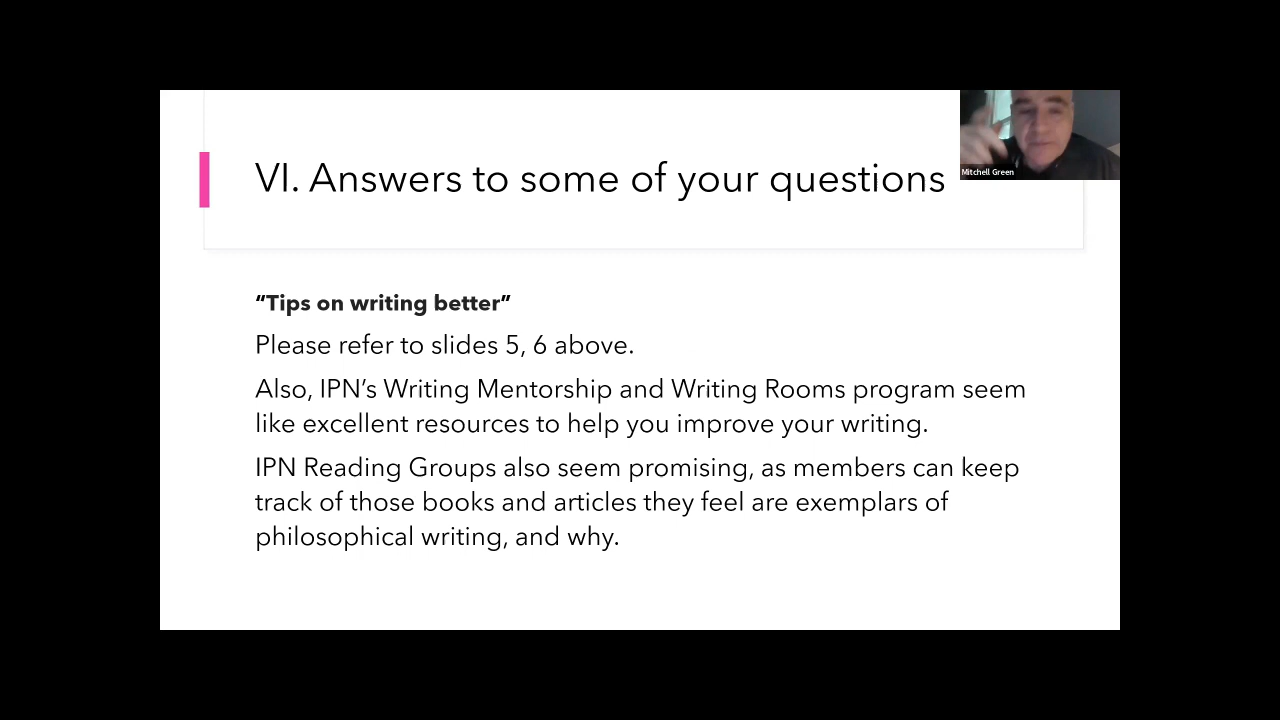 VI. Answers to some of your questions
Mitchell Green
“Tips on writing better”
Please refer to slides 5, 6 above.
Also, IPN’s Writing Mentorship and Writing Rooms program seem
like excellent resources to help you improve your writing.
IPN Reading Groups also seem promising, as members can keep
track of those books and articles they feel are exemplars of
philosophical writing, and why.